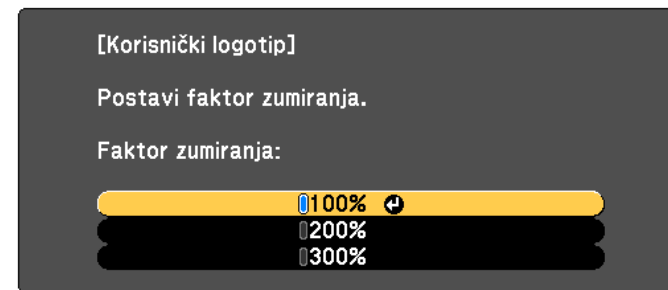 [Korisnički logotip]
Postavi faktor zumiranja.
Faktor zumiranja:
100%
200%
300%